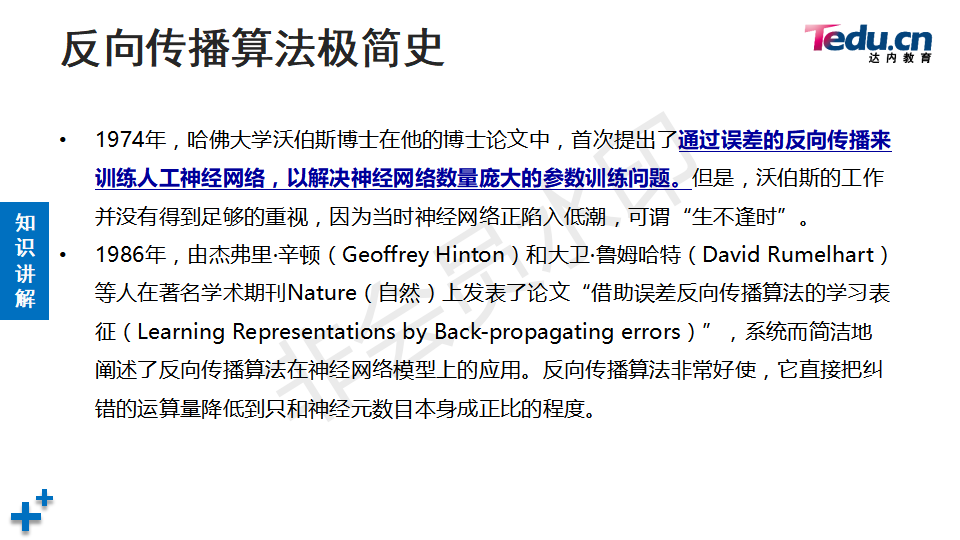 反向传播算法极简史
Tedu.cn
达内教育
• 1974年，哈佛大学沃伯斯博士在他的博士论文中，首次提出了通过误差的反向传播来
训练人工神经网络，以解决神经网络数量庞大的参数训练问题。但是，沃伯斯的工作
并没有得到足够的重视，因为当时神经网络正陷入低潮，可谓“生不逢时”。
• 1986年，由杰弗里·辛顿（Geoffrey Hinton）和大卫·鲁姆哈特（David Rumelhart）
等人在著名学术期刊Nature（自然）上发表了论文“借助误差反向传播算法的学习表
征（Learning Representations by Back-propagating errors）”，系统而简洁地
阐述了反向传播算法在神经网络模型上的应用。反向传播算法非常好使，它直接把纠
错的运算量降低到只和神经元数目本身成正比的程度。
知识讲解
非会员水印